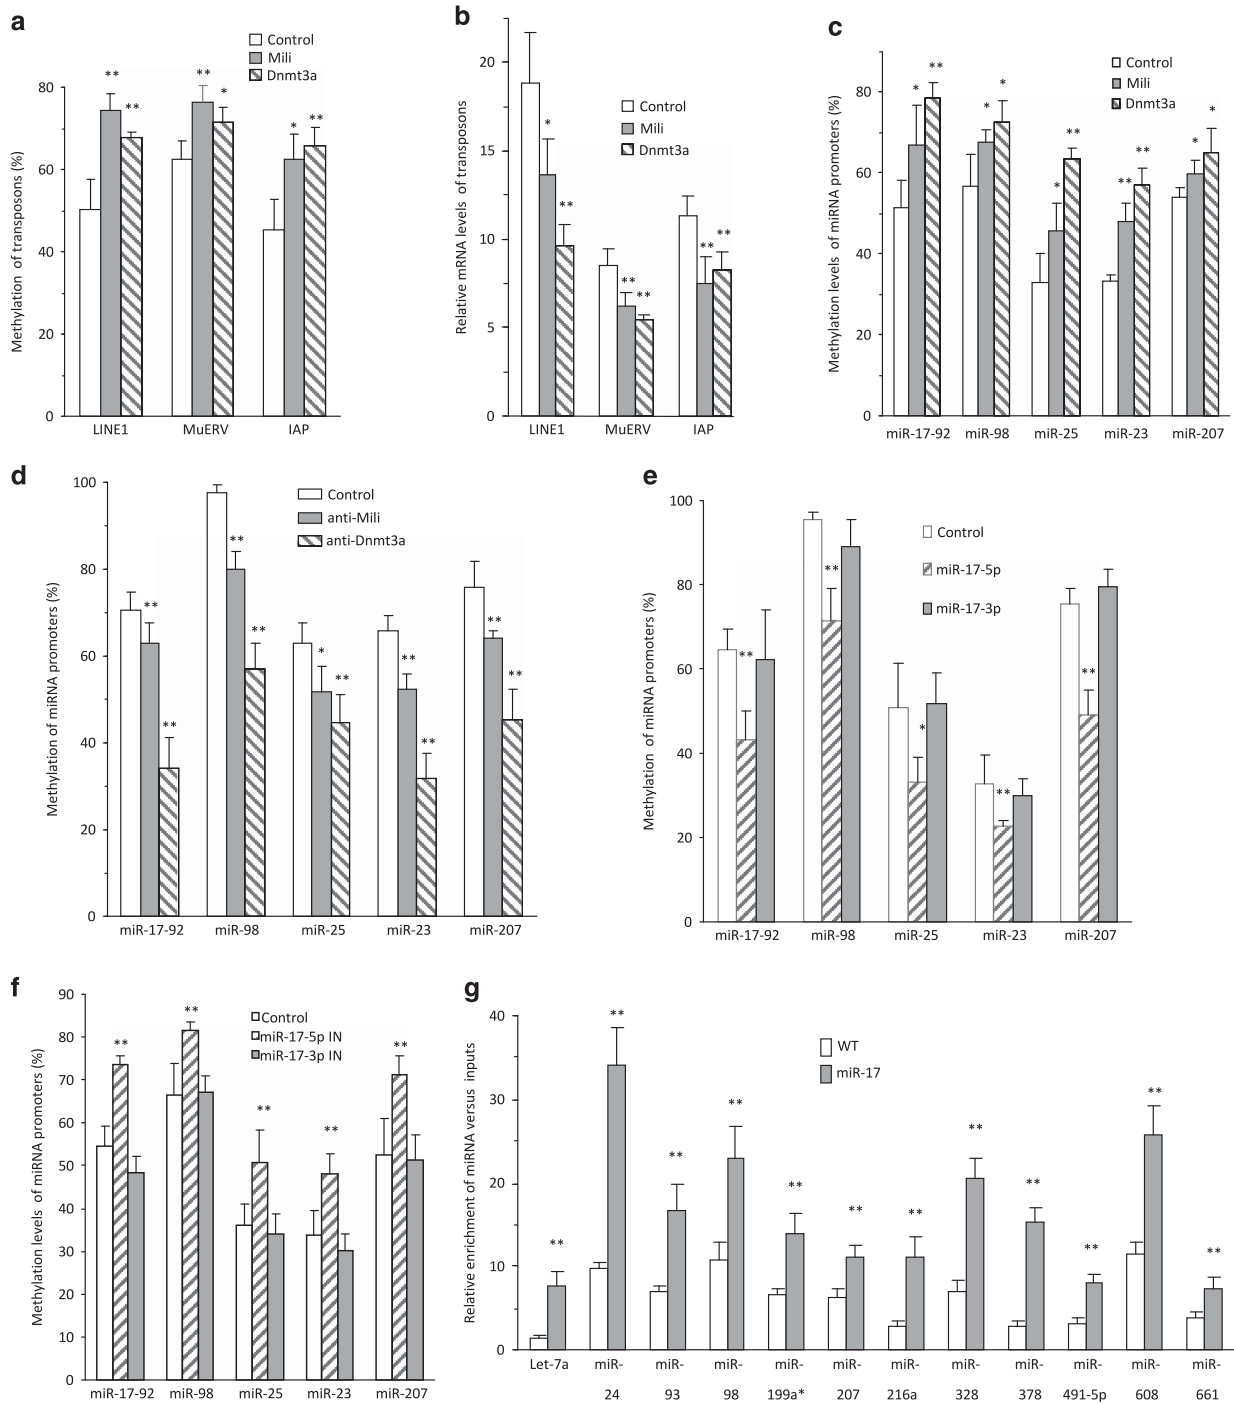 a
Control
Mili
Dnmt3a
Methylation of transposons (%)
80
60
40
20
0
** ** ** * * **
LINE1 MuERV IAP
b
Control
Mili
Dnmt3a
Relative mRNA levels of transposons
20
15
10
5
0
* ** ** ** ** **
LINE1 MuERV IAP
c
Control
Mili
Dnmt3a
Methylation levels of miRNA promoters (%)
80
60
40
20
0
* ** * * * ** ** ** * *
miR-17-92 miR-98 miR-25 miR-23 miR-207
d
Control
anti-Mili
anti-Dnmt3a
Methylation of miRNA promoters (%)
100
80
60
40
20
0
** ** ** ** * ** ** ** ** **
miR-17-92 miR-98 miR-25 miR-23 miR-207
e
Control
miR-17-5p
miR-17-3p
Methylation of miRNA promoters (%)
100
80
60
40
20
0
** ** * ** **
miR-17-92 miR-98 miR-25 miR-23 miR-207
f
Control
miR-17-5p IN
miR-17-3p IN
Methylation levels of miRNA promoters (%)
90
80
70
60
50
40
30
20
10
0
** ** ** ** **
miR-17-92 miR-98 miR-25 miR-23 miR-207
g
WT
miR-17
Relative enrichment of miRNA versus inputs
40
30
20
10
0
** ** ** ** ** ** ** ** ** ** ** **
Let-7a miR- miR- miR- miR- miR- miR- miR- miR- miR- miR- miR-
24 93 98 199a* 207 216a 328 378 491-5p 608 661